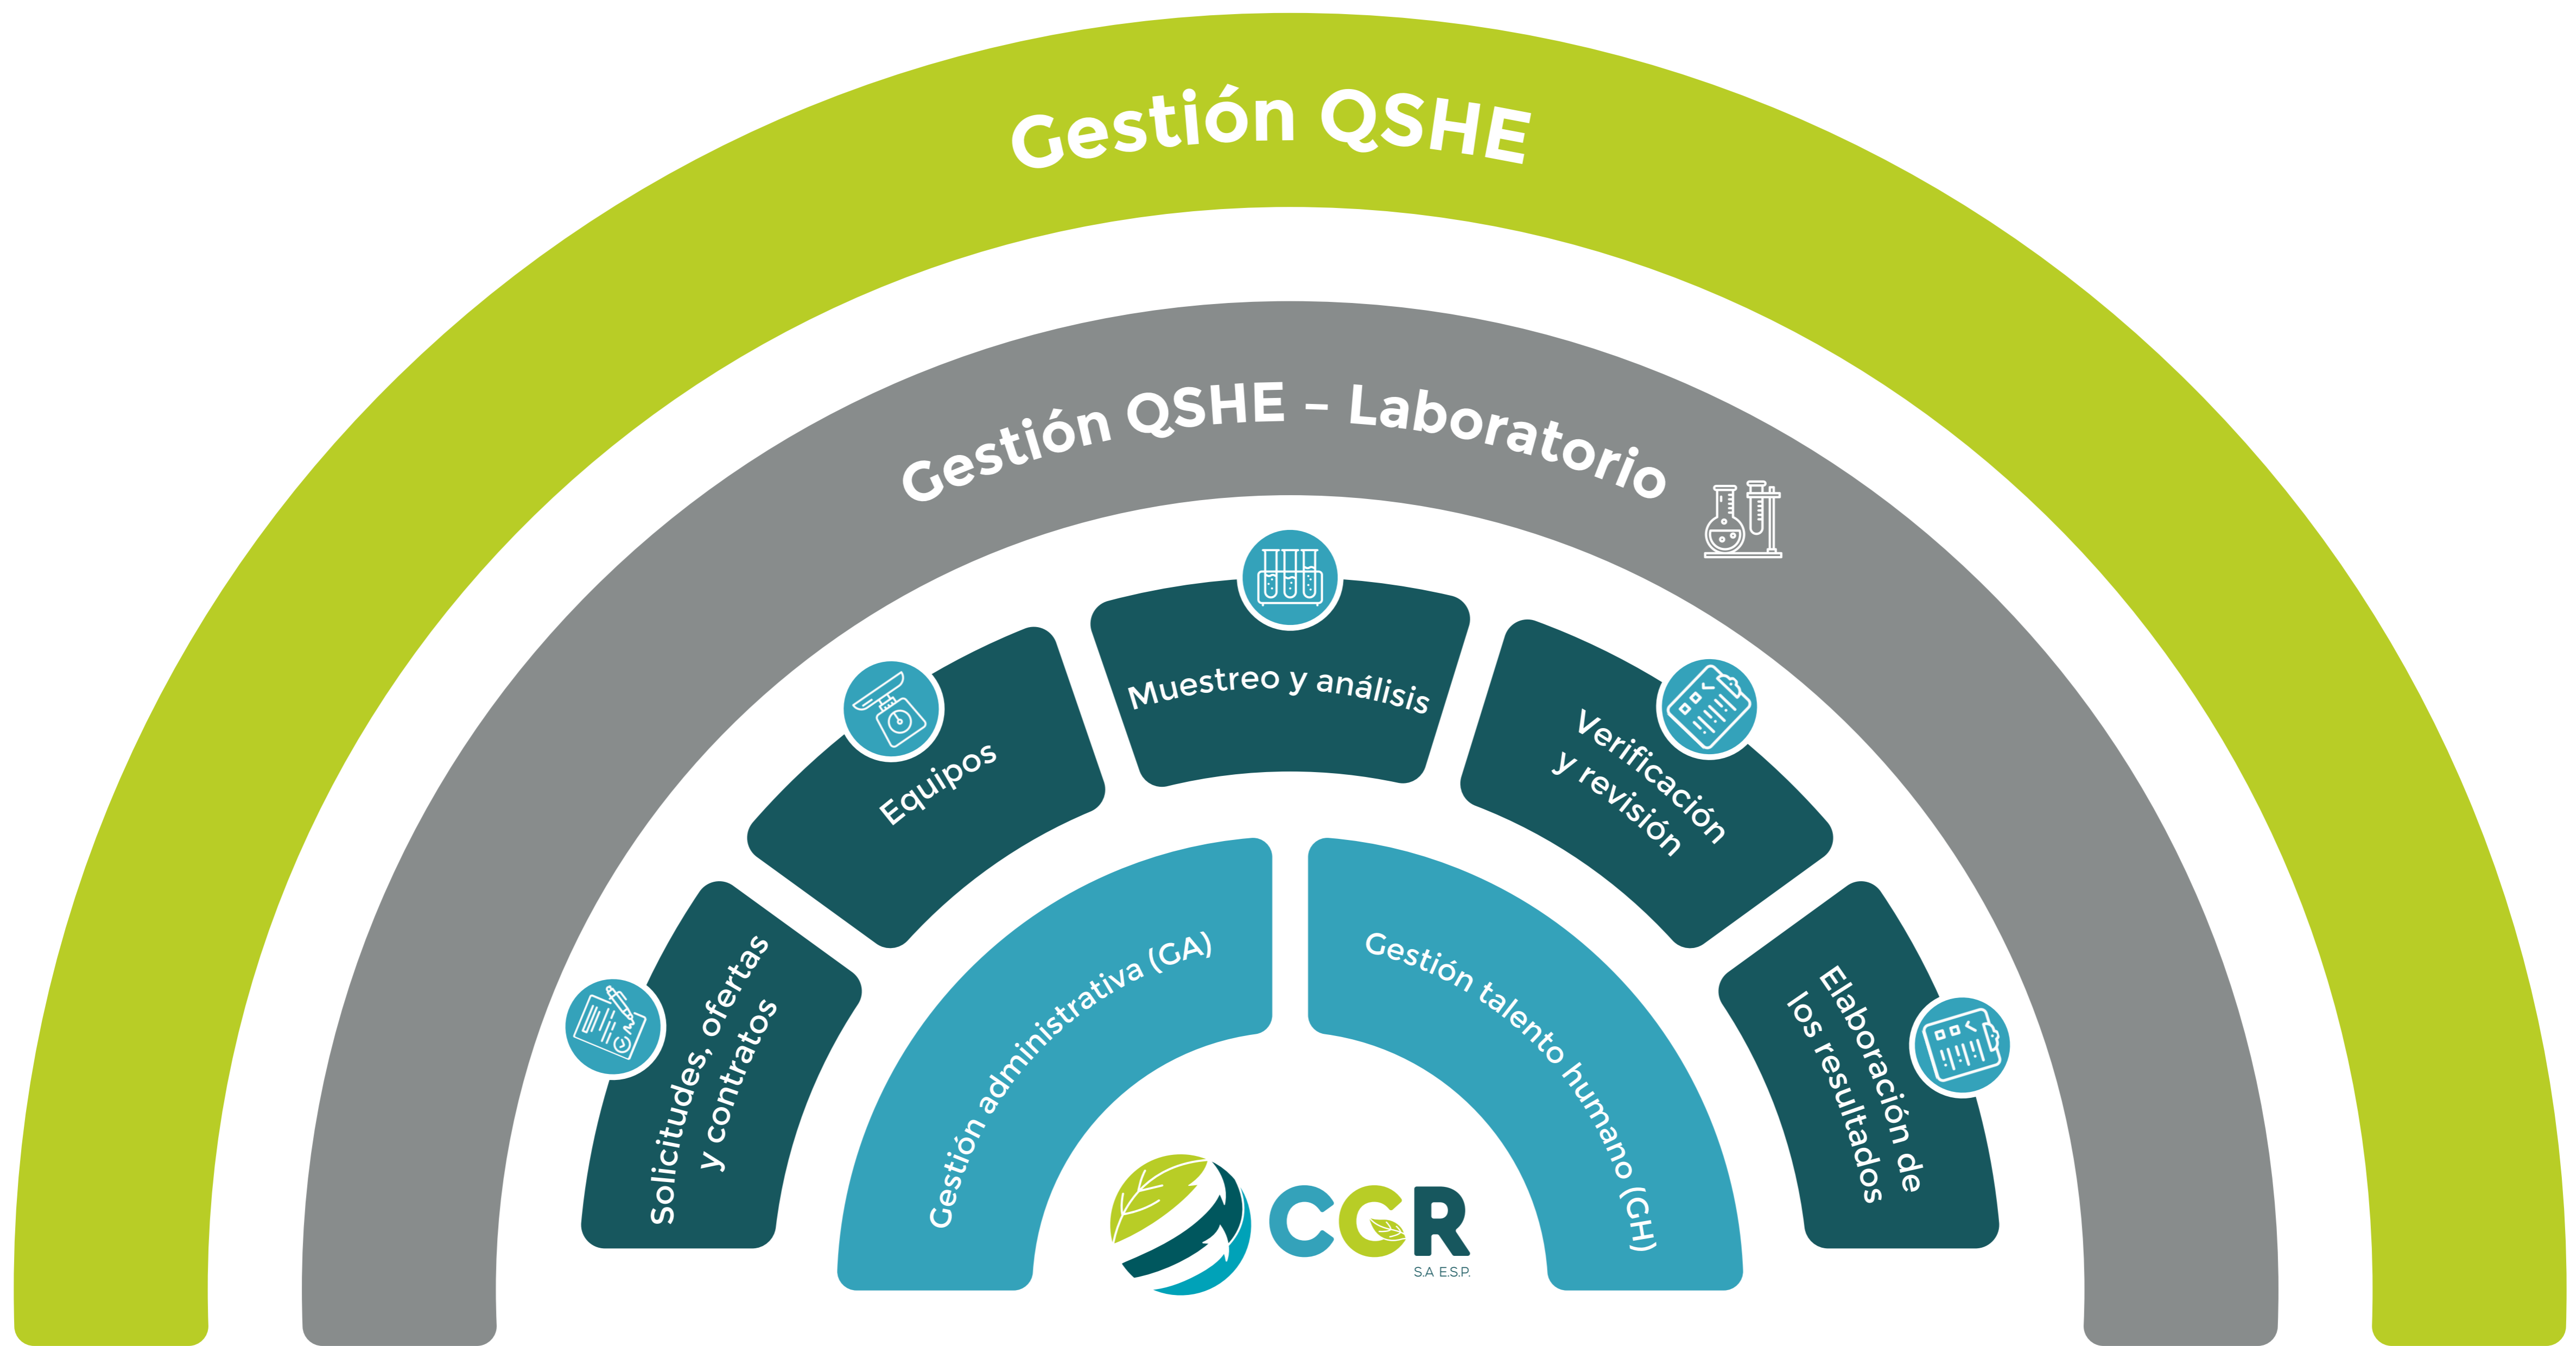 Gestión QSHE
Gestión QSHE – Laboratorio
Solicitudes, ofertas
y contratos
Equipos
Muestreo y análisis
Verificación
y revisión
Elaboración de
los resultados
Gestión administrativa (GA)
Gestión talento humano (GH)
CGR
S.A E.S.P.